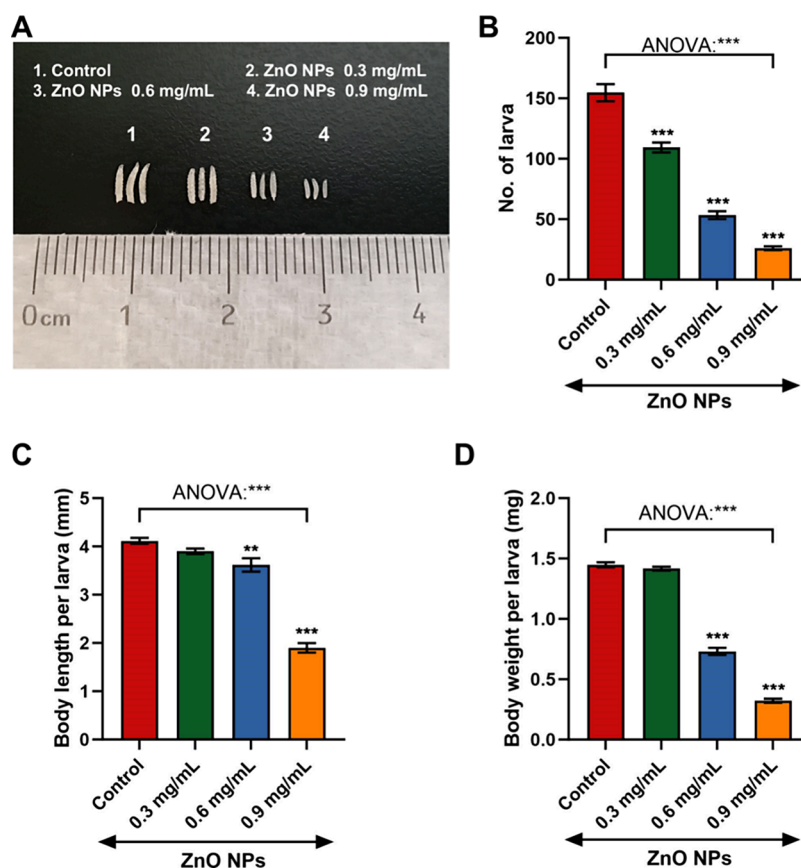 A
1. Control 2. ZnO NPs 0.3 mg/mL
3. ZnO NPs 0.6 mg/mL 4. ZnO NPs 0.9 mg/mL
1 2 3 4
0 cm 1 2 3 4
B
ANOVA:***
No. of larva
200
150
100
50
0
***
***
***
Control
0.3 mg/mL
0.6 mg/mL
0.9 mg/mL
ZnO NPs
C
ANOVA:***
Body length per larva (mm)
5
4
3
2
1
0
**
***
Control
0.3 mg/mL
0.6 mg/mL
0.9 mg/mL
ZnO NPs
D
ANOVA:***
Body weight per larva (mg)
2.0
1.5
1.0
0.5
0.0
***
***
Control
0.3 mg/mL
0.6 mg/mL
0.9 mg/mL
ZnO NPs